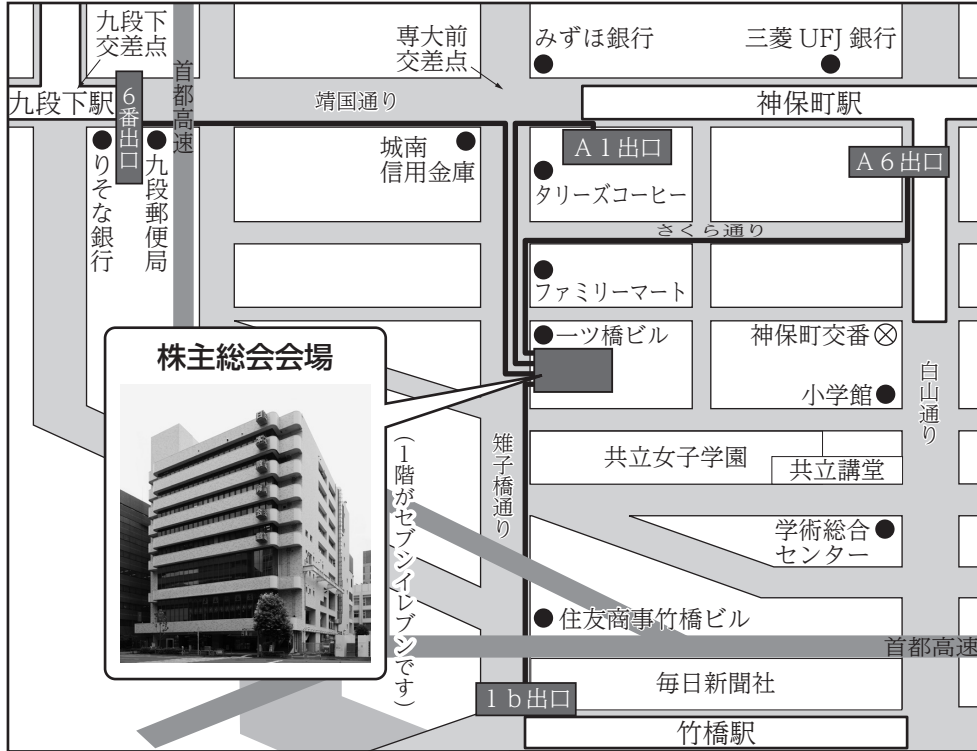 九段下
交差点
専大前
交差点
みずほ銀行
三菱 UFJ 銀行
九段下駅
6番出口
首都高速
靖国通り
神保町駅
りそな銀行
九段郵便局
城南
信用金庫
A1出口
A6出口
タリーズコーヒー
さくら通り
ファミリーマート
株主総会会場
一ツ橋ビル
神保町交番
小学館
白山通り
(1階がセブンイレブンです)
雉子橋通り
共立女子学園
共立講堂
学術総合
センター
住友商事竹橋ビル
首都高速
毎日新聞社
1b出口
竹橋駅